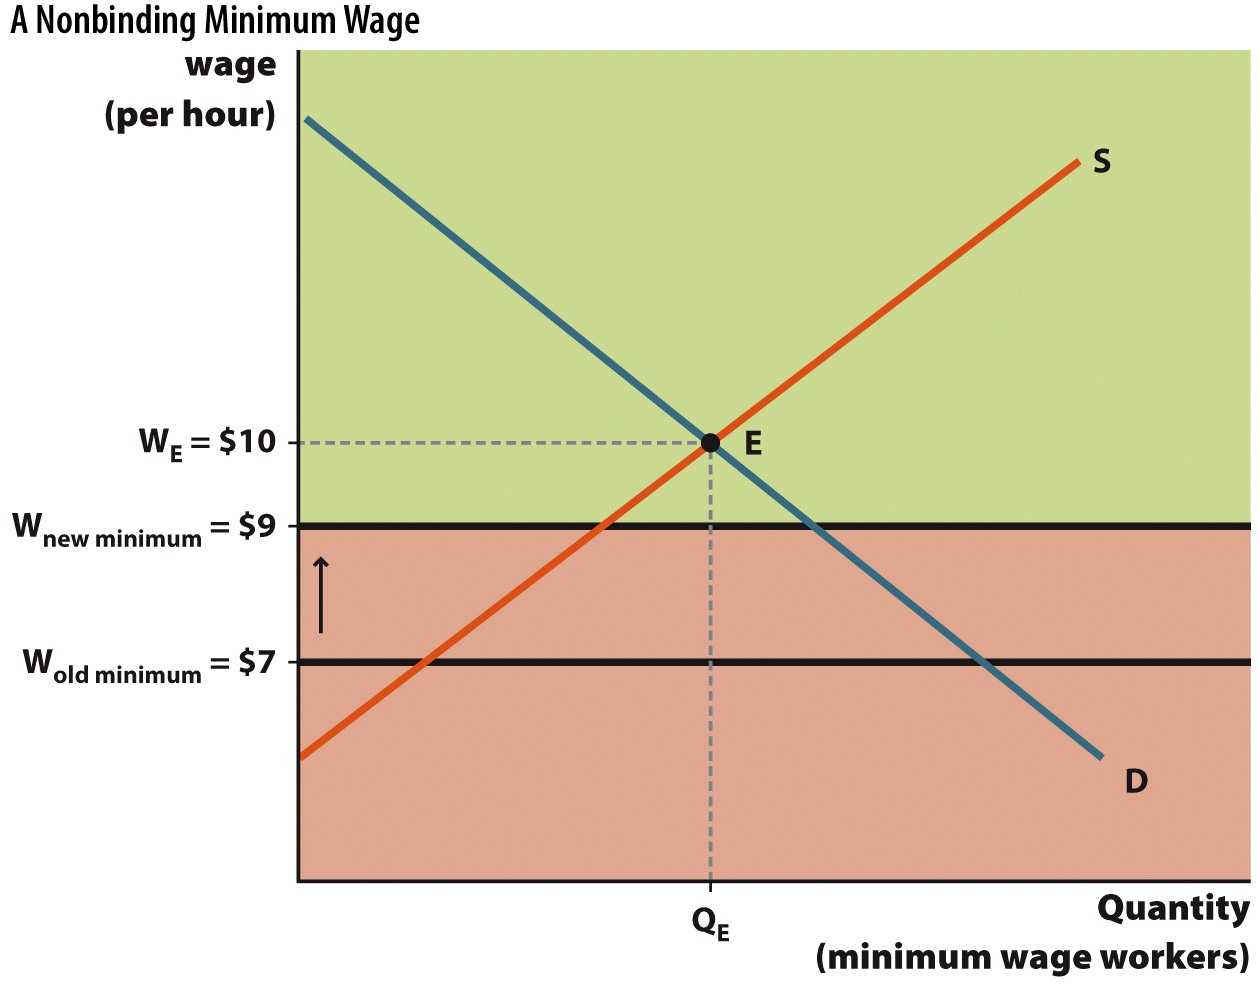 A Nonbinding Minimum Wage
wage
(per hour)
S
W_E = $10
E
W_new minimum = $9
W_old minimum = $7
D
Q_E
Quantity
(minimum wage workers)